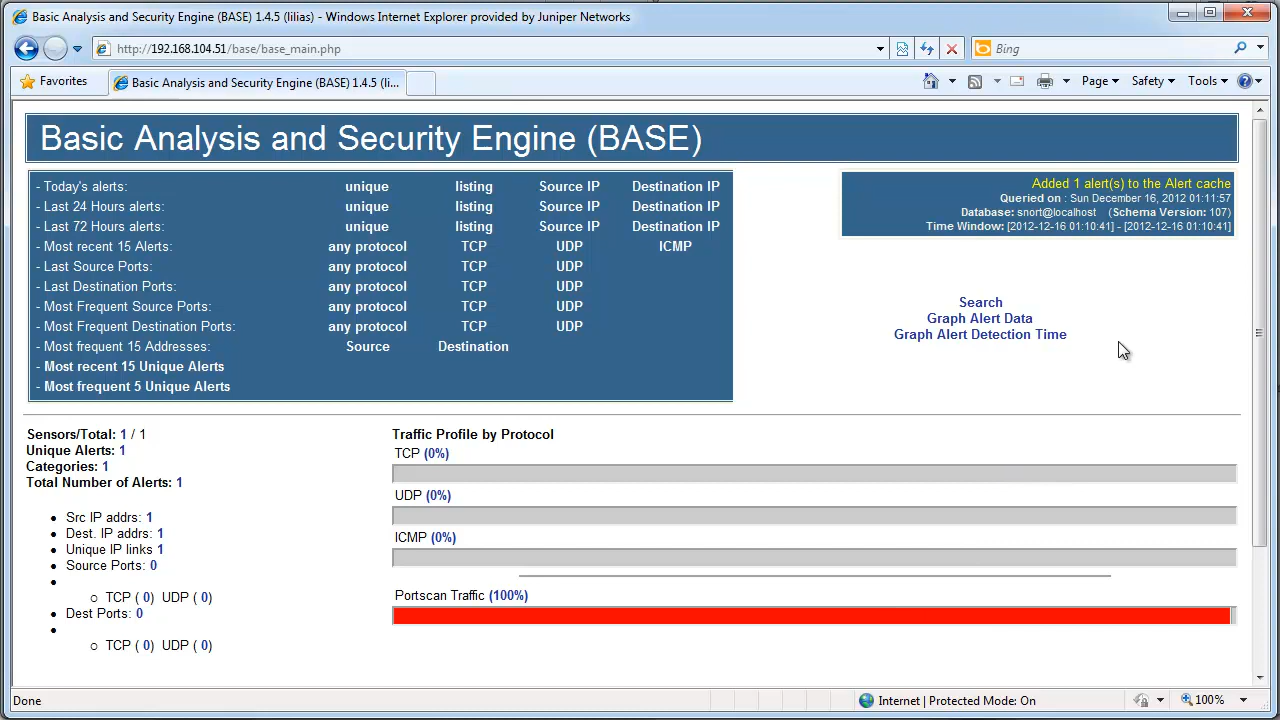 Basic Analysis and Security Engine (BASE) 1.4.5 (lilias) - Windows Internet Explorer provided by Juniper Networks
http://192.168.104.51/base/base_main.php
Bing
Favorites
Basic Analysis and Security Engine (BASE) 1.4.5 (li...
Page
Safety
Tools
Basic Analysis and Security Engine (BASE)
- Today's alerts: unique listing Source IP Destination IP
- Last 24 Hours alerts: unique listing Source IP Destination IP
- Last 72 Hours alerts: unique listing Source IP Destination IP
- Most recent 15 Alerts: any protocol TCP UDP ICMP
- Last Source Ports: any protocol TCP UDP
- Last Destination Ports: any protocol TCP UDP
- Most Frequent Source Ports: any protocol TCP UDP
- Most Frequent Destination Ports: any protocol TCP UDP
- Most frequent 15 Addresses: Source Destination
- Most recent 15 Unique Alerts
- Most frequent 5 Unique Alerts
Added 1 alert(s) to the Alert cache
Queried on : Sun December 16, 2012 01:11:57
Database: snort@localhost (Schema Version: 107)
Time Window: [2012-12-16 01:10:41] - [2012-12-16 01:10:41]
Search
Graph Alert Data
Graph Alert Detection Time
Sensors/Total: 1 / 1
Unique Alerts: 1
Categories: 1
Total Number of Alerts: 1
Src IP addrs: 1
Dest. IP addrs: 1
Unique IP links 1
Source Ports: 0
TCP ( 0) UDP ( 0)
Dest Ports: 0
TCP ( 0) UDP ( 0)
Traffic Profile by Protocol
TCP (0%)
UDP (0%)
ICMP (0%)
Portscan Traffic (100%)
Done
Internet | Protected Mode: On
100%